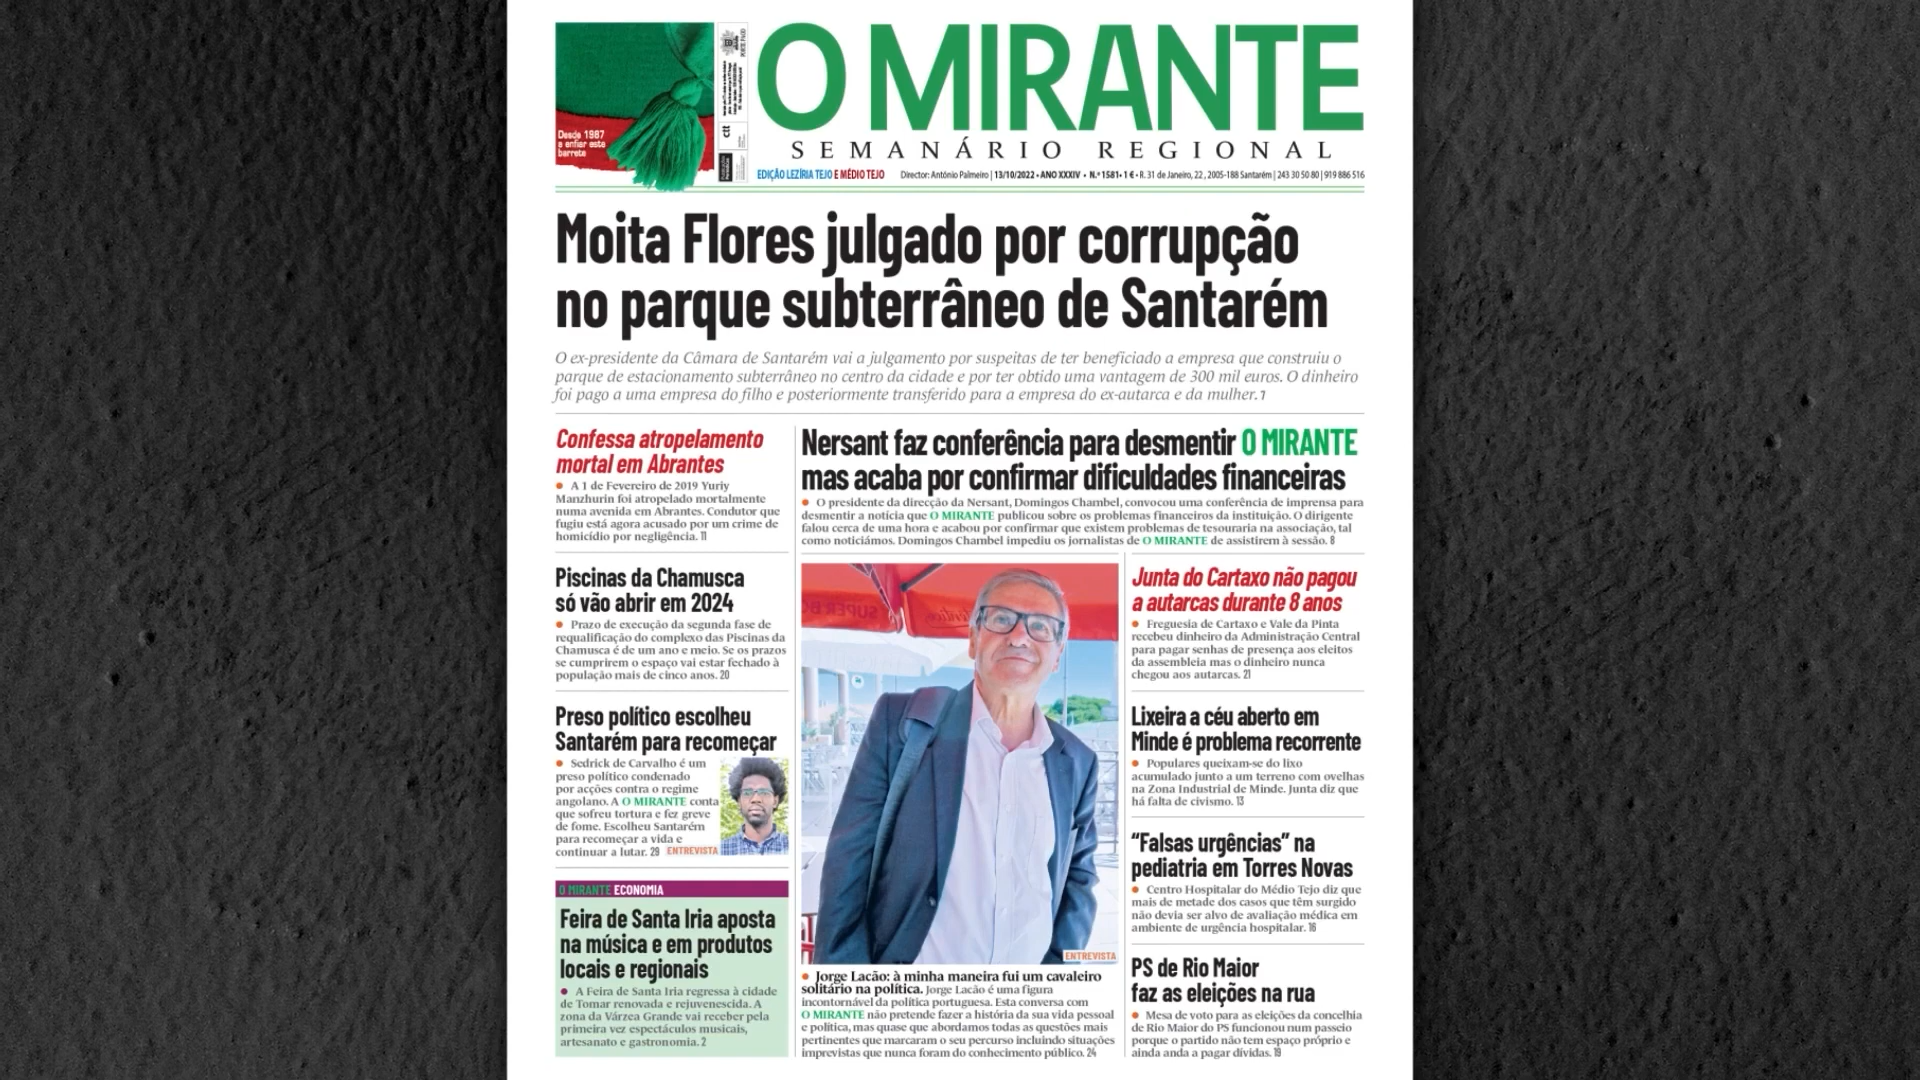 Desde 1987
a enfiar este
barrete
ctt
O MIRANTE
SEMANÁRIO REGIONAL
EDIÇÃO LEZÍRIA TEJO E MÉDIO TEJO
Director: António Palmeiro | 13/10/2022 • ANO XXXIV • N.º 1581 • 1 € • R. 31 de Janeiro, 22, 2005-188 Santarém | 243 30 50 80 | 919 886 516
Moita Flores julgado por corrupção
no parque subterrâneo de Santarém
O ex-presidente da Câmara de Santarém vai a julgamento por suspeitas de ter beneficiado a empresa que construiu o
parque de estacionamento subterrâneo no centro da cidade e por ter obtido uma vantagem de 300 mil euros. O dinheiro
foi pago a uma empresa do filho e posteriormente transferido para a empresa do ex-autarca e da mulher. 7
Confessa atropelamento
mortal em Abrantes
• A 1 de Fevereiro de 2019 Yuriy
Manzhurin foi atropelado mortalmente
numa avenida em Abrantes. Condutor que
fugiu está agora acusado por um crime de
homicídio por negligência. 11
Piscinas da Chamusca
só vão abrir em 2024
• Prazo de execução da segunda fase de
requalificação do complexo das Piscinas da
Chamusca é de um ano e meio. Se os prazos
se cumprirem o espaço vai estar fechado à
população mais de cinco anos. 20
Preso político escolheu
Santarém para recomeçar
• Sedrick de Carvalho é um
preso político condenado
por acções contra o regime
angolano. A O MIRANTE conta
que sofreu tortura e fez greve
de fome. Escolheu Santarém
para recomeçar a vida e
continuar a lutar. 29 ENTREVISTA
O MIRANTE ECONOMIA
Feira de Santa Iria aposta
na música e em produtos
locais e regionais
• A Feira de Santa Iria regressa à cidade
de Tomar renovada e rejuvenescida. A
zona da Várzea Grande vai receber pela
primeira vez espectáculos musicais,
artesanato e gastronomia. 2
Nersant faz conferência para desmentir O MIRANTE
mas acaba por confirmar dificuldades financeiras
• O presidente da direcção da Nersant, Domingos Chambel, convocou uma conferência de imprensa para
desmentir a notícia que O MIRANTE publicou sobre os problemas financeiros da instituição. O dirigente
falou cerca de uma hora e acabou por confirmar que existem problemas de tesouraria na associação, tal
como noticiámos. Domingos Chambel impediu os jornalistas de O MIRANTE de assistirem à sessão. 8
SUPER BO
ENTREVISTA
• Jorge Lacão: à minha maneira fui um cavaleiro
solitário na política. Jorge Lacão é uma figura
incontornável da política portuguesa. Esta conversa com
O MIRANTE não pretende fazer a história da sua vida pessoal
e política, mas quase que abordamos todas as questões mais
pertinentes que marcaram o seu percurso incluindo situações
imprevistas que nunca foram do conhecimento público. 24
Junta do Cartaxo não pagou
a autarcas durante 8 anos
• Freguesia de Cartaxo e Vale da Pinta
recebeu dinheiro da Administração Central
para pagar senhas de presença aos eleitos
da assembleia mas o dinheiro nunca
chegou aos autarcas. 21
Lixeira a céu aberto em
Minde é problema recorrente
• Populares queixam-se do lixo
acumulado junto a um terreno com ovelhas
na Zona Industrial de Minde. Junta diz que
há falta de civismo. 13
“Falsas urgências” na
pediatria em Torres Novas
• Centro Hospitalar do Médio Tejo diz que
mais de metade dos casos que têm surgido
não devia ser alvo de avaliação médica em
ambiente de urgência hospitalar. 16
PS de Rio Maior
faz as eleições na rua
• Mesa de voto para as eleições da concelhia
de Rio Maior do PS funcionou num passeio
porque o partido não tem espaço próprio e
ainda anda a pagar dívidas. 19